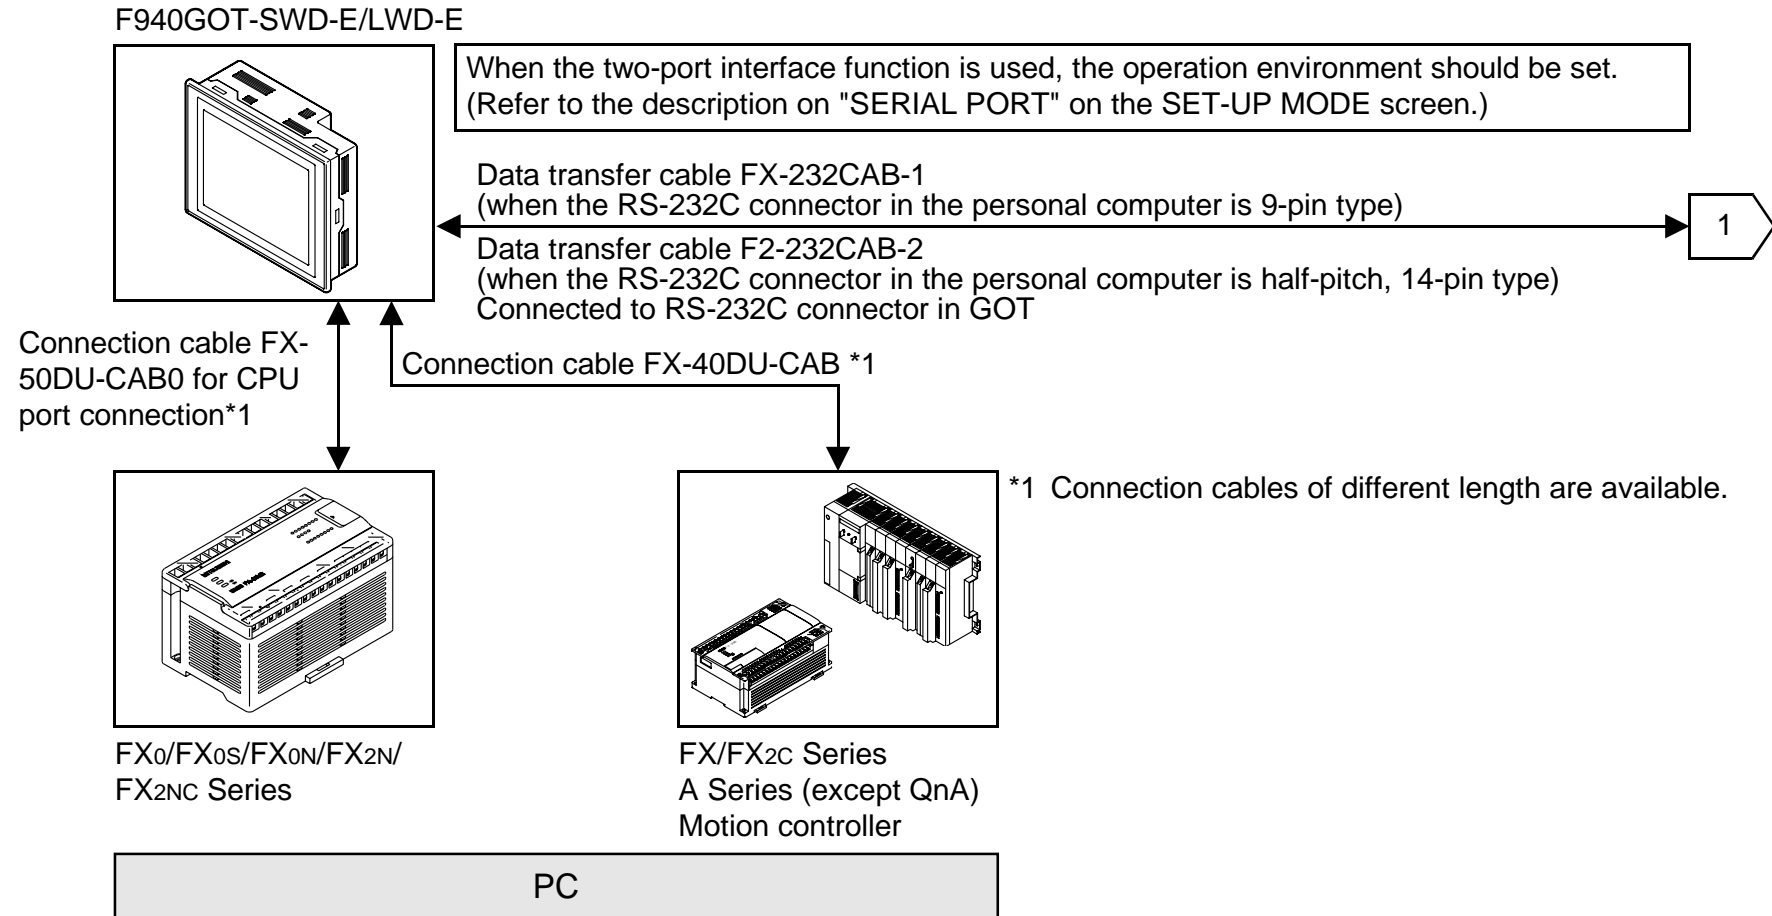 F940GOT-SWD-E/LWD-E
When the two-port interface function is used, the operation environment should be set.
(Refer to the description on "SERIAL PORT" on the SET-UP MODE screen.)
Data transfer cable FX-232CAB-1
(when the RS-232C connector in the personal computer is 9-pin type)
1
Data transfer cable F2-232CAB-2
(when the RS-232C connector in the personal computer is half-pitch, 14-pin type)
Connected to RS-232C connector in GOT
Connection cable FX-
50DU-CAB0 for CPU
port connection*1
Connection cable FX-40DU-CAB *1
*1 Connection cables of different length are available.
FX0/FX0S/FX0N/FX2N/
FX2NC Series
FX/FX2C Series
A Series (except QnA)
Motion controller
PC